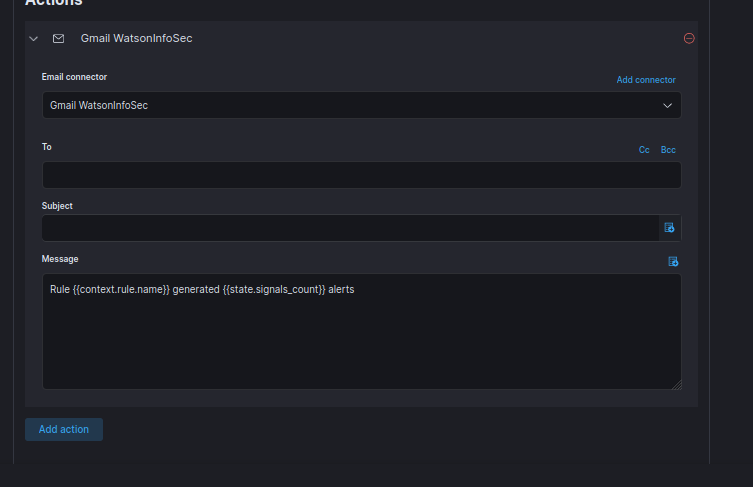 Actions
Gmail WatsonInfoSec
Email connector
Add connector
Gmail WatsonInfoSec
To
Cc Bcc
Subject
Message
Rule {{context.rule.name}} generated {{state.signals_count}} alerts
Add action